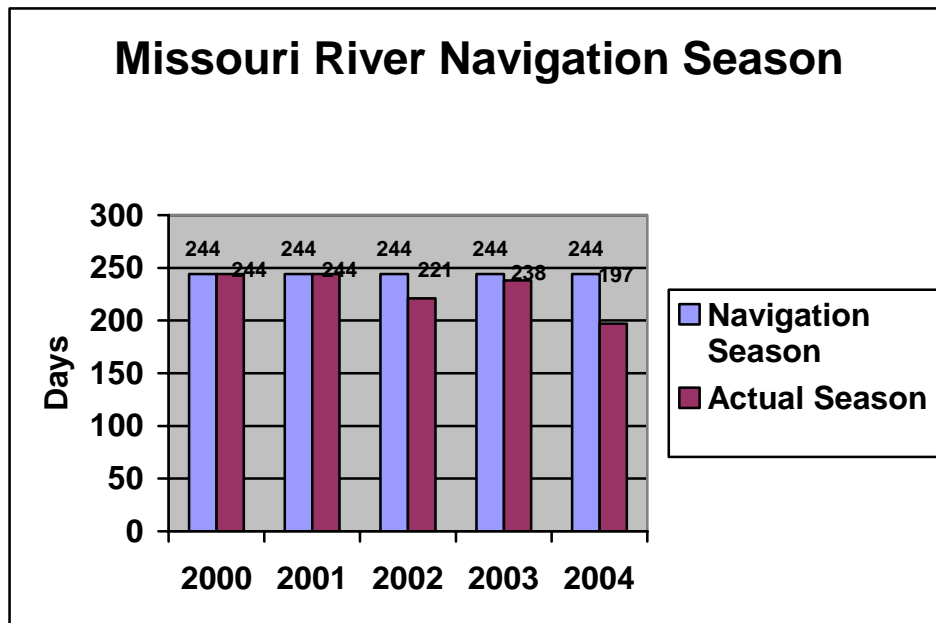 Missouri River Navigation Season
300
250
200
150
100
50
0
Days
244 244 244 244 244
244 244 221 238 197
2000 2001 2002 2003 2004
Navigation
Season
Actual Season